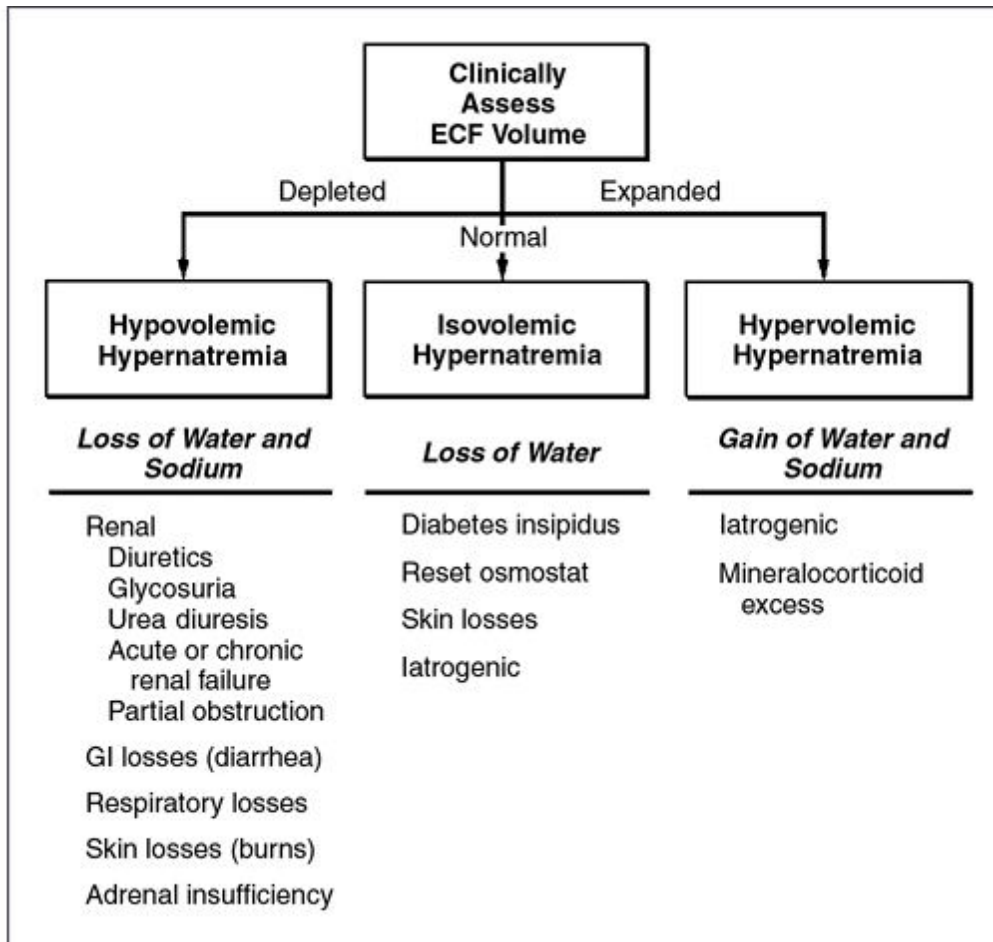 Clinically
Assess
ECF Volume
Depleted
Expanded
Normal
Hypovolemic
Hypernatremia
Isovolemic
Hypernatremia
Hypervolemic
Hypernatremia
Loss of Water and
Sodium
Loss of Water
Gain of Water and
Sodium
Renal
Diuretics
Glycosuria
Urea diuresis
Acute or chronic
renal failure
Partial obstruction
GI losses (diarrhea)
Respiratory losses
Skin losses (burns)
Adrenal insufficiency
Diabetes insipidus
Reset osmostat
Skin losses
Iatrogenic
Iatrogenic
Mineralocorticoid
excess